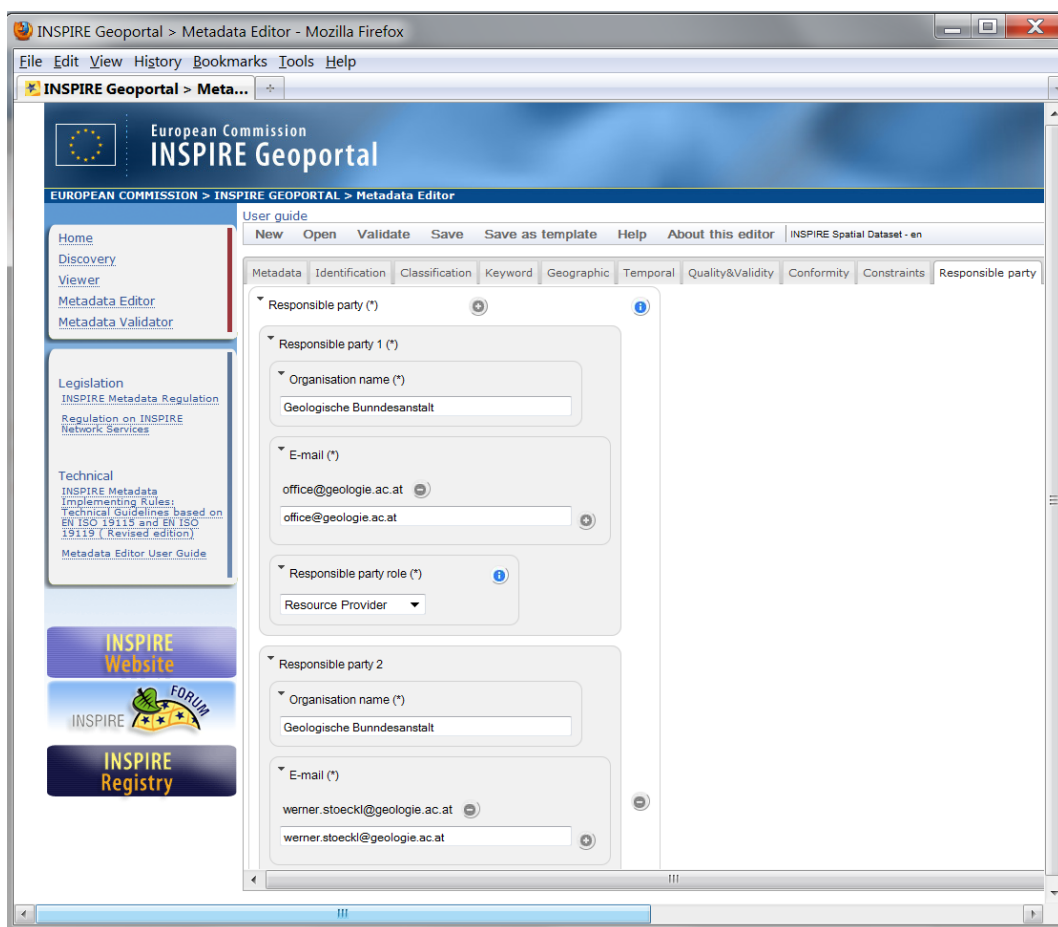 INSPIRE Geoportal > Metadata Editor - Mozilla Firefox
File Edit View History Bookmarks Tools Help
INSPIRE Geoportal > Meta...
European Commission
INSPIRE Geoportal
EUROPEAN COMMISSION > INSPIRE GEOPORTAL > Metadata Editor
User guide
New Open Validate Save Save as template Help About this editor INSPIRE Spatial Dataset - en
Home
Discovery
Viewer
Metadata Editor
Metadata Validator
Legislation
INSPIRE Metadata Regulation
Regulation on INSPIRE
Network Services
Technical
INSPIRE Metadata
Implementing Rules:
Technical Guidelines based on
EN ISO 19115 and EN ISO
19119 ( Revised edition)
Metadata Editor User Guide
INSPIRE
Website
INSPIRE FORUM
INSPIRE
Registry
Metadata Identification Classification Keyword Geographic Temporal Quality&Validity Conformity Constraints Responsible party
Responsible party (*)
Responsible party 1 (*)
Organisation name (*)
Geologische Bunndesanstalt
E-mail (*)
office@geologie.ac.at
office@geologie.ac.at
Responsible party role (*)
Resource Provider
Responsible party 2
Organisation name (*)
Geologische Bunndesanstalt
E-mail (*)
werner.stoeckl@geologie.ac.at
werner.stoeckl@geologie.ac.at